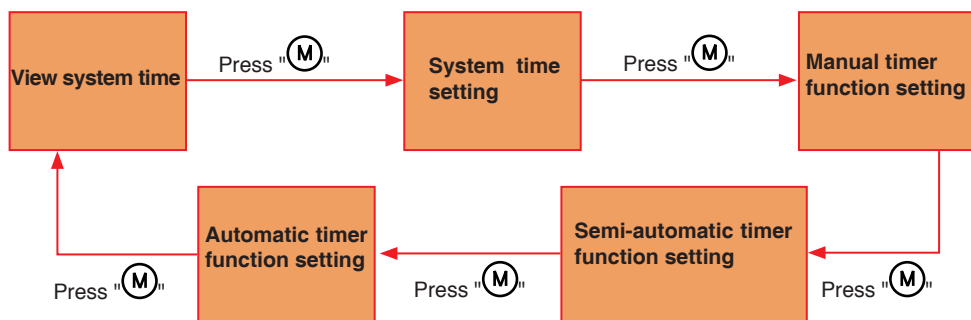 View system time
Press "Ⓜ"
System time
setting
Press "Ⓜ"
Manual timer
function setting
Press "Ⓜ"
Semi-automatic timer
function setting
Press "Ⓜ"
Automatic timer
function setting
Press "Ⓜ"